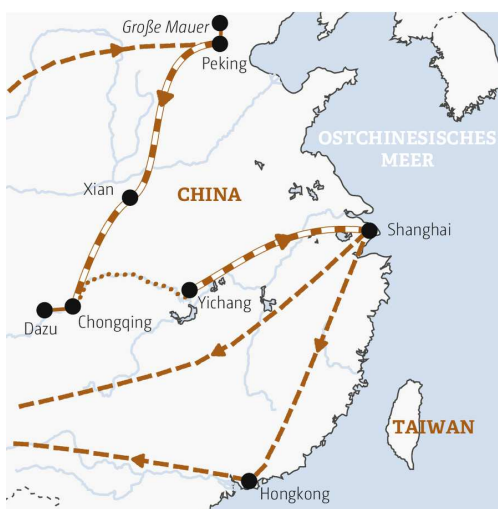 Große Mauer
Peking
OSTCHINESISCHES
MEER
Xian
CHINA
Shanghai
Yichang
Dazu
Chongqing
TAIWAN
Hongkong